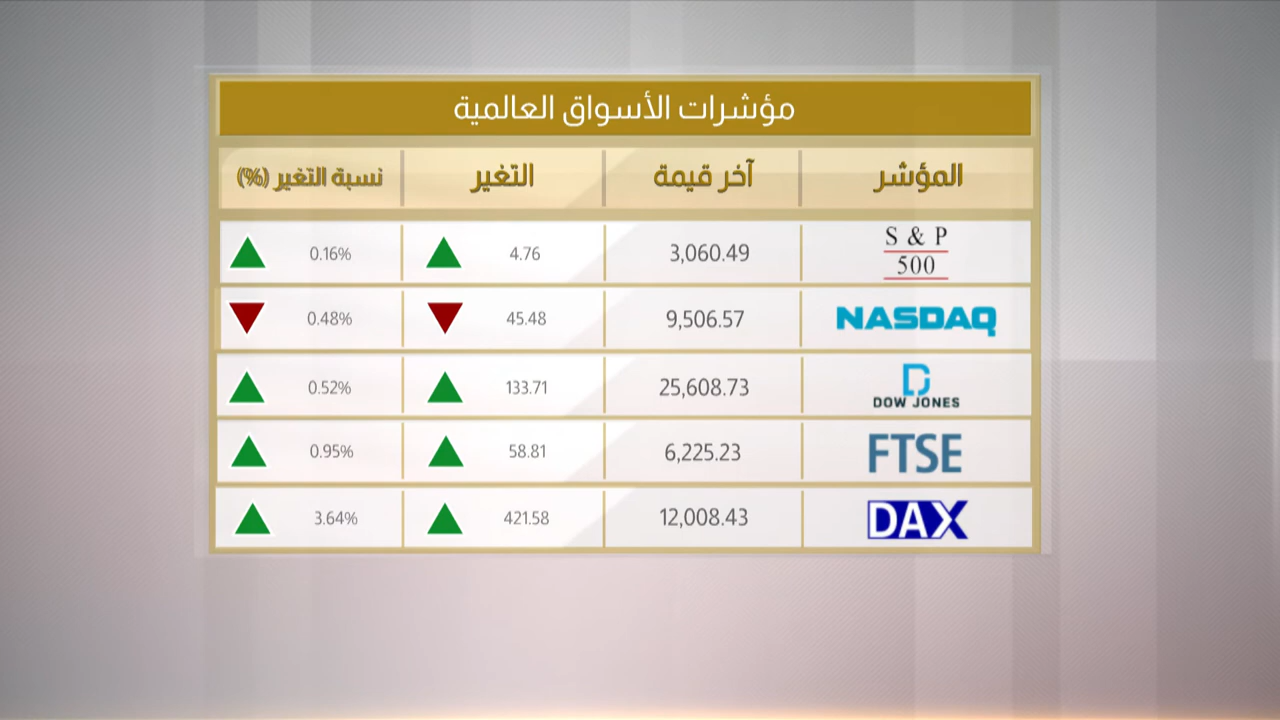 مؤشرات الأسواق العالمية
المؤشر آخر قيمة التغير نسبة التغير (%)
S & P
500 3,060.49 4.76 0.16%
NASDAQ 9,506.57 45.48 0.48%
DOW JONES 25,608.73 133.71 0.52%
FTSE 6,225.23 58.81 0.95%
DAX 12,008.43 421.58 3.64%